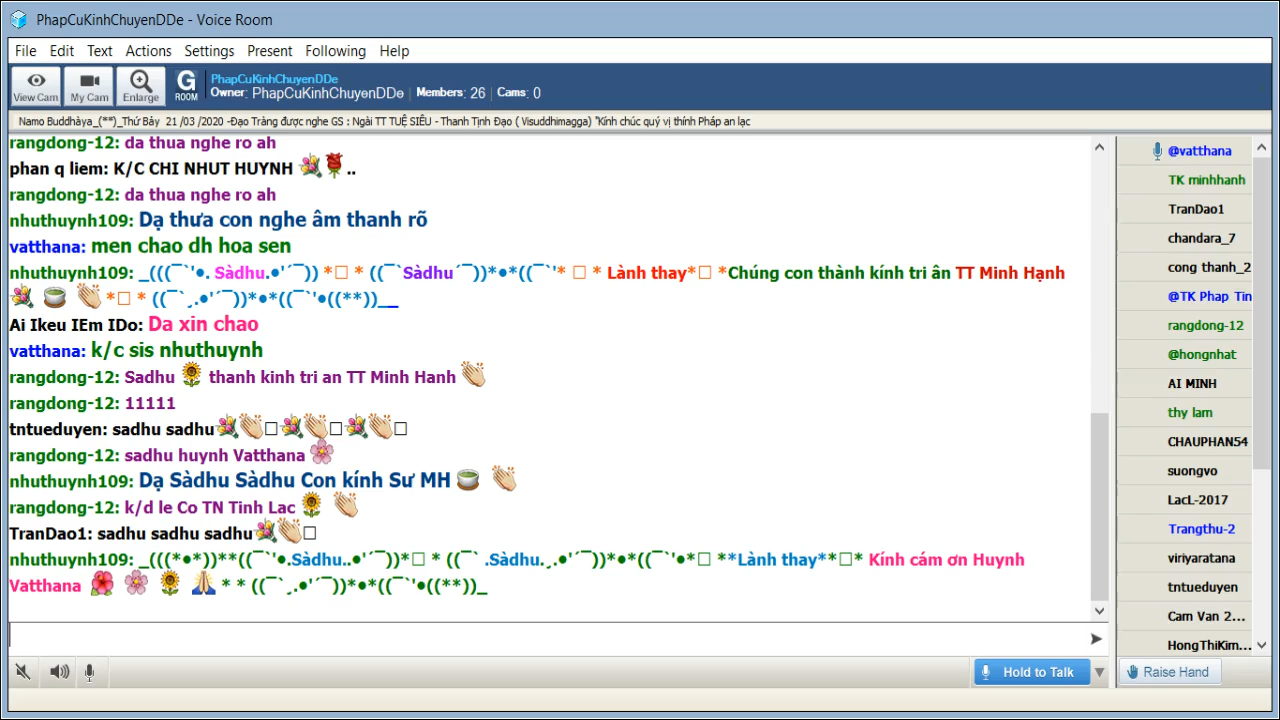 PhapCuKinhChuyenDDe - Voice Room
File Edit Text Actions Settings Present Following Help
View Cam My Cam Enlarge G ROOM
PhapCuKinhChuyenDDe
Owner: PhapCuKinhChuyenDDe Members: 26 Cams: 0
Namo Buddhàya_(**)_Thứ Bảy 21 /03 /2020 -Đạo Tràng được nghe GS : Ngài TT TUỆ SIÊU - Thanh Tịnh Đạo ( Visuddhimagga) "Kính chúc quý vị thính Pháp an lạc
rangdong-12: da thua nghe ro ah
phan q liem: K/C CHI NHUT HUYNH 💐🌹..
rangdong-12: da thua nghe ro ah
nhuthuynh109: Dạ thưa con nghe âm thanh rõ
vatthana: men chao dh hoa sen
nhuthuynh109: _(((¯`'•. Sàdhu.•'´¯)) *□ * ((¯`Sàdhu´¯))*•*((¯`'* □ * Lành thay*□ *Chúng con thành kính tri ân TT Minh Hạnh
💐 🍵 👏 *□ * ((¯`¸.•'´¯))*•*((¯`'•((**))__
Ai Ikeu IEm IDo: Da xin chao
vatthana: k/c sis nhuthuynh
rangdong-12: Sadhu 🌻 thanh kinh tri an TT Minh Hanh 👏
rangdong-12: 11111
tntueduyen: sadhu sadhu💐👏□💐👏□💐👏□
rangdong-12: sadhu huynh Vatthana 🌸
nhuthuynh109: Dạ Sàdhu Sàdhu Con kính Sư MH 🍵 👏
rangdong-12: k/d le Co TN Tinh Lac 🌻 👏
TranDao1: sadhu sadhu sadhu💐👏□
nhuthuynh109: _(((*•*))**((¯`'•.Sàdhu..•'´¯))*□ * ((¯` .Sàdhu.¸.•'´¯))*•*((¯`'•*□ **Lành thay**□* Kính cám ơn Huynh
Vatthana 🌺 🌸 🌻 🙏 * * ((¯`¸.•'´¯))*•*((¯`'•((**))_
@vatthana
TK minhhanh
TranDao1
chandara_7
cong thanh_2
@TK Phap Tin
rangdong-12
@hongnhat
AI MINH
thy lam
CHAUPHAN54
suongvo
LacL-2017
Trangthu-2
viriyaratana
tntueduyen
Cam Van 2...
HongThiKim...
Hold to Talk
Raise Hand